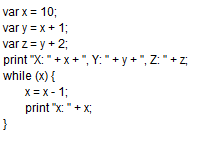 var x = 10;
var y = x + 1;
var z = y + 2;
print "X: " + x + ", Y: " + y + ", Z: " + z;
while (x) {
x = x - 1;
print "x: " + x;
}